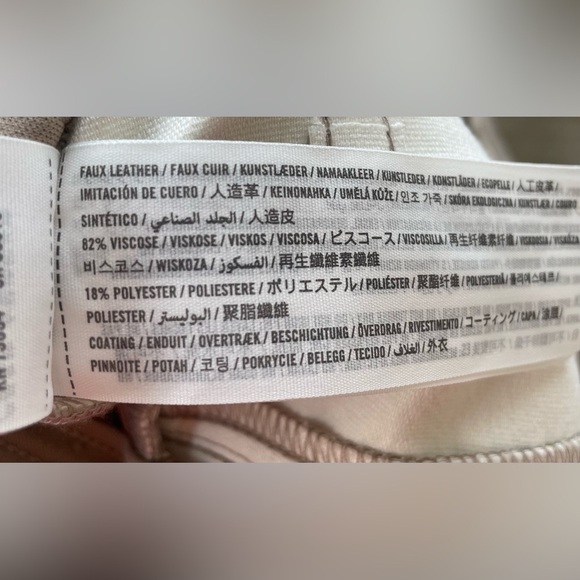 FAUX LEATHER / FAUX CUIR / KUNSTLÆDER / NAMAAKLEER / KUNSTLEDER / KONSTLÄDER / ECOPELLE / 人工皮革 /
IMITACIÓN DE CUERO / 人造革 / KEINONAHKA / UMĚLÁ KŮŽE / 인조 가죽 / SKÓRA EKOLOGICZNA / KUNSTLÆR / COURO
SINTÉTICO / الجلد الصناعي / 人造皮
82% VISCOSE / VISKOSE / VISKOS / VISCOSA / ビスコース / VISCOSILLA / 再生纤维素纤维 / VISKOOSIA / VISKÓZA
비스코스 / WISKOZA / الفسكوز / 再生纖維素纖維
18% POLYESTER / POLIESTERE / ポリエステル / POLIÉSTER / 聚酯纤维 / POLYESTERIÄ / 폴리에스테르 /
POLIESTER / البوليستر / 聚脂纖維
COATING / ENDUIT / OVERTRÆK / BESCHICHTUNG / ÖVERDRAG / RIVESTIMENTO / コーティング / CAPA / 涂层 /
PINNOITE / POTAH / 코팅 / POKRYCIE / BELEGG / TECIDO / الغلاف / 外衣